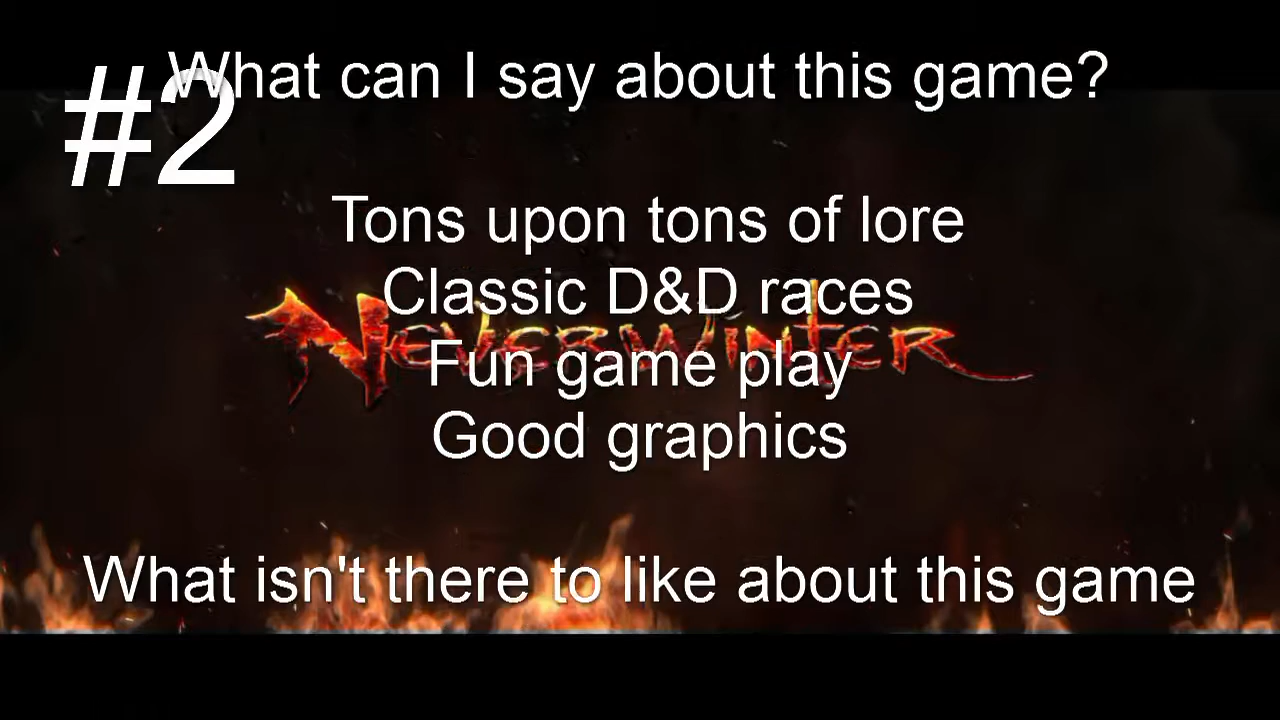 #2
What can I say about this game?
Tons upon tons of lore
Classic D&D races
NEVERWINTER
Fun game play
Good graphics
What isn't there to like about this game